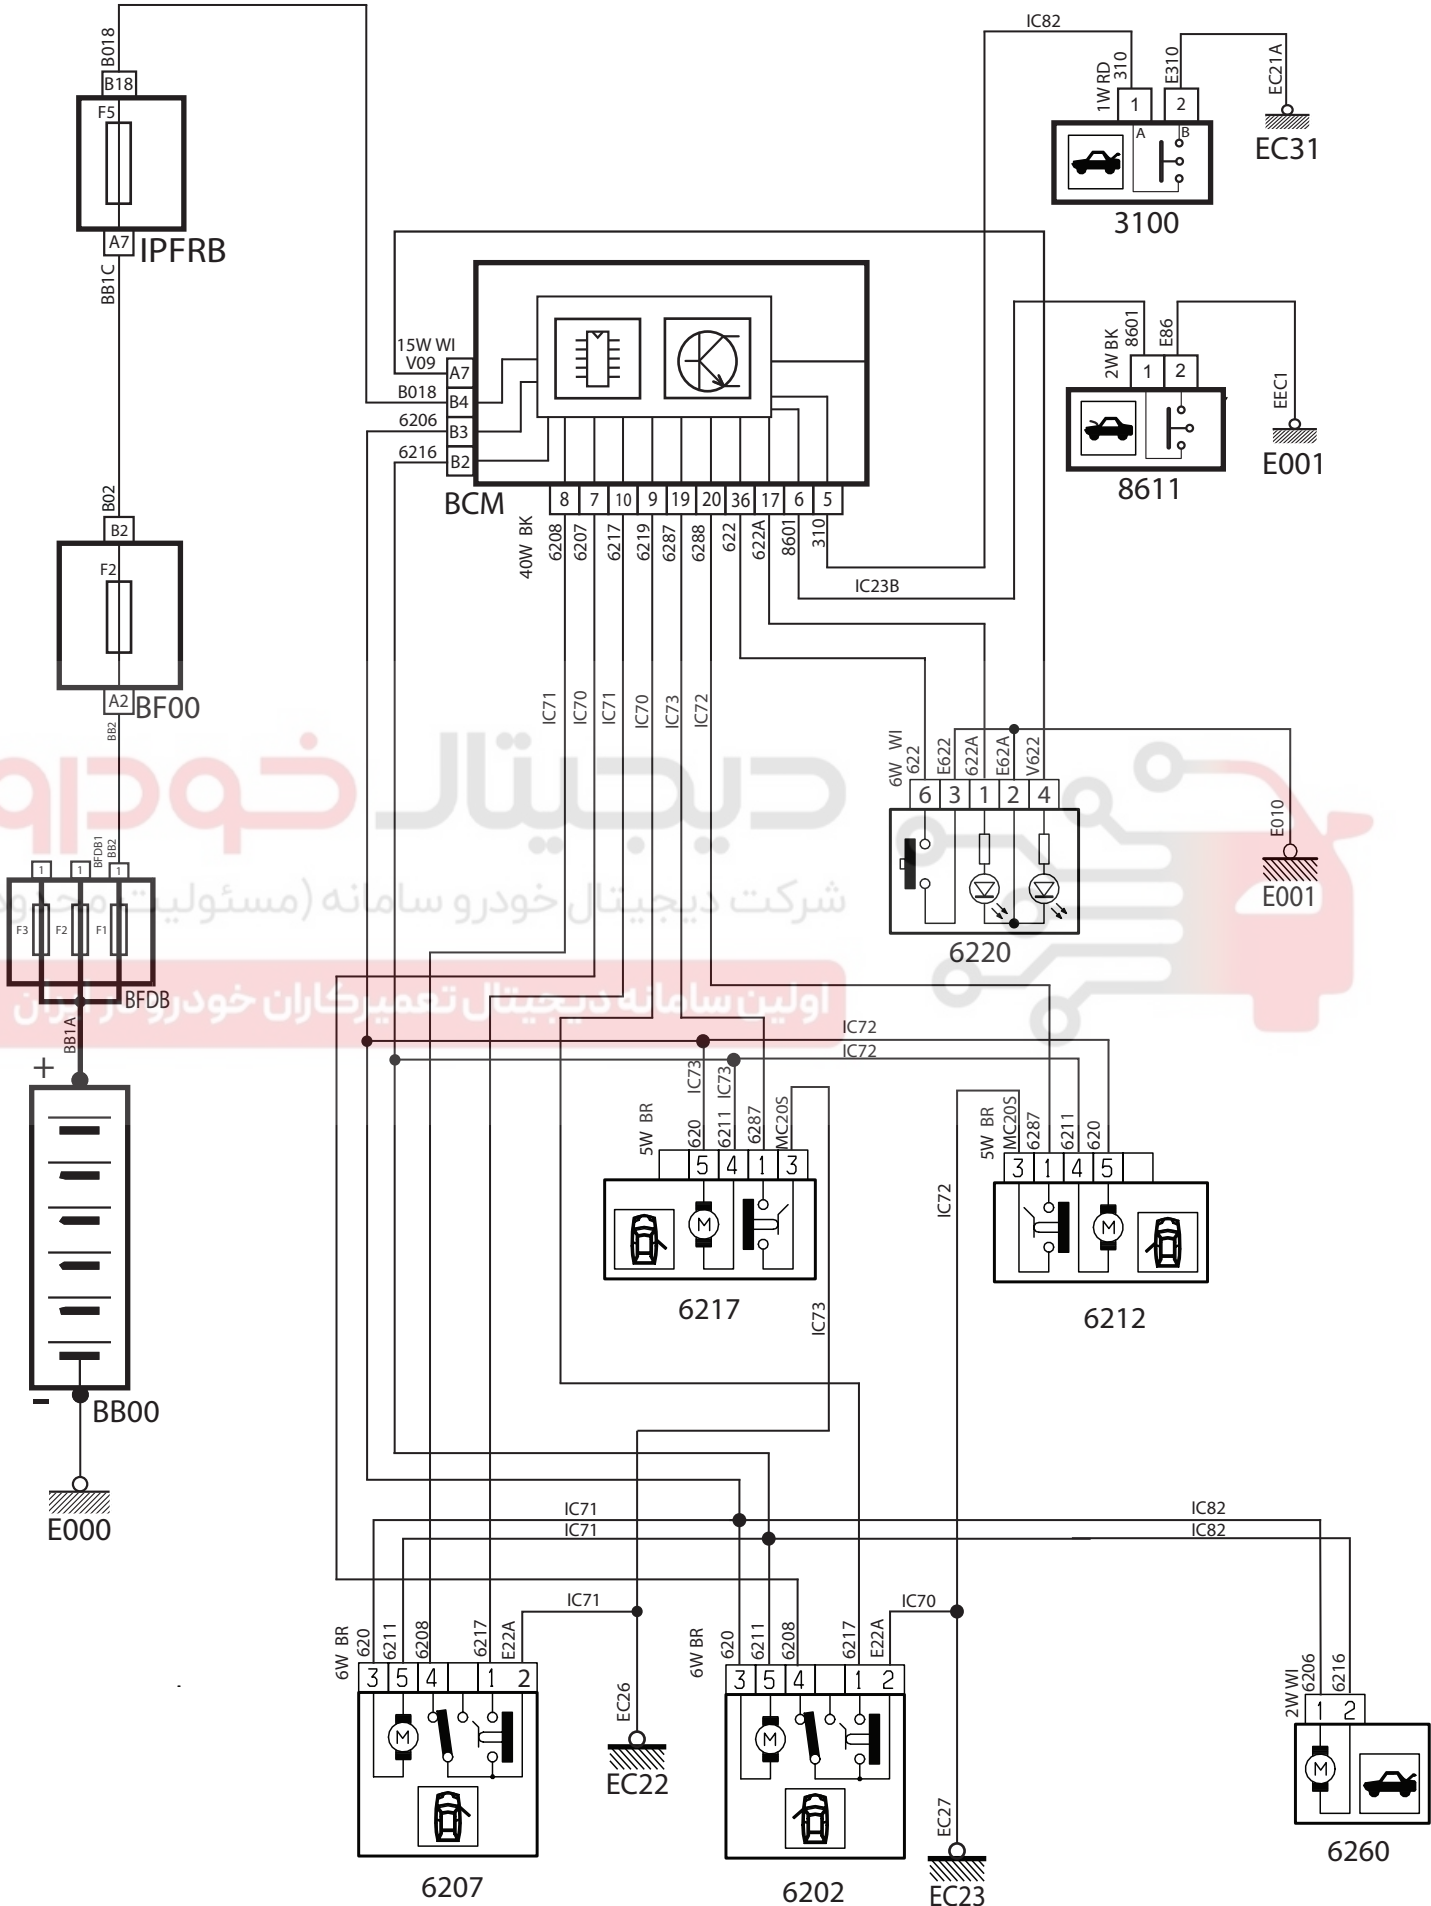 B018
B18
F5
A7
IPFRB
BB1C
B02
B2
F2
A2
BF00
BB2
BFDB1
BB2
1
1
1
F3
F2
F1
BFDB
BB1A
+
-
BB00
E000
IC82
1W RD
310
E310
EC21A
1
2
A
B
EC31
3100
2W BK
8601
E86
EEC1
1
2
E001
8611
15W WI
V09
A7
B018
B4
6206
B3
6216
B2
BCM
8
7
10
9
19
20
36
17
6
5
40W BK
6208
6207
6217
6219
6287
6288
622
622A
8601
310
IC23B
IC71
IC70
IC71
IC70
IC73
IC72
6W WI
622
E622
622A
E62A
V622
6
3
1
2
4
E010
E001
6220
دیجیتال خودرو
شرکت دیجیتال خودرو سامانه (مسئولیت محدود
اولین سامانه دیجیتال تعمیرکاران خودرو در ایران
IC72
IC72
IC73
IC73
5W BR
620
6211
6287
MC20S
5
4
1
3
6217
IC73
5W BR
MC20S
6287
6211
620
3
1
4
5
6212
IC72
IC71
IC71
IC82
IC82
IC71
IC70
6W BR
620
6211
6208
6217
E22A
3
5
4
1
2
M
6207
EC26
EC22
6W BR
620
6211
6208
6217
E22A
3
5
4
1
2
M
6202
EC27
EC23
2W WI
6206
6216
1
2
M
6260
M
M